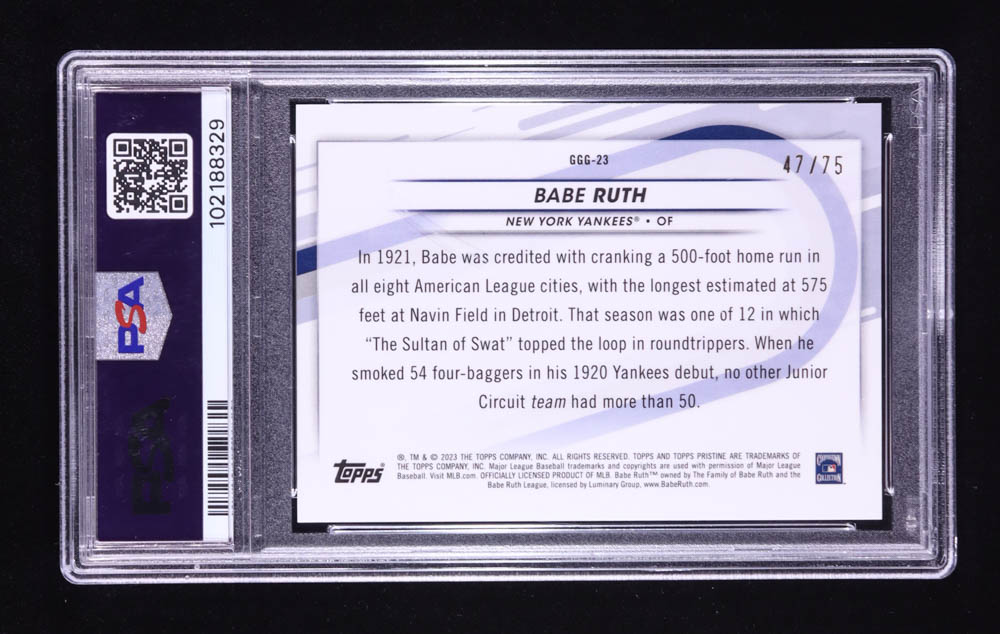 102188329
PSA
PSA
GGG-23
47/75
BABE RUTH
NEW YORK YANKEES® • OF
In 1921, Babe was credited with cranking a 500-foot home run in
all eight American League cities, with the longest estimated at 575
feet at Navin Field in Detroit. That season was one of 12 in which
“The Sultan of Swat” topped the loop in roundtrippers. When he
smoked 54 four-baggers in his 1920 Yankees debut, no other Junior
Circuit team had more than 50.
Topps®
®, TM & © 2023 THE TOPPS COMPANY, INC. ALL RIGHTS RESERVED. TOPPS AND TOPPS PRISTINE ARE TRADEMARKS OF
THE TOPPS COMPANY, INC. Major League Baseball trademarks and copyrights are used with permission of Major League
Baseball. Visit MLB.com. OFFICIALLY LICENSED PRODUCT OF MLB. Babe Ruth™ owned by The Family of Babe Ruth and the
Babe Ruth League, licensed by Luminary Group, www.BabeRuth.com.
COOPERSTOWN
COLLECTION